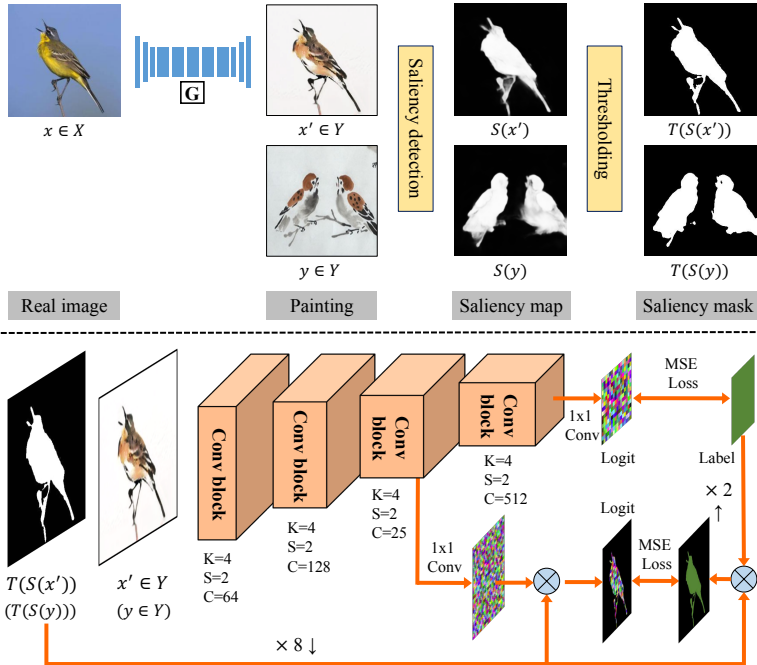 G
x ∈ X
x′ ∈ Y
Saliency detection
S(x′)
Thresholding
T(S(x′))
y ∈ Y
S(y)
T(S(y))
Real image
Painting
Saliency map
Saliency mask
Conv block
K=4
S=2
C=64
Conv block
K=4
S=2
C=128
Conv block
K=4
S=2
C=25
Conv block
K=4
S=2
C=512
1x1
Conv
Logit
MSE
Loss
Label
× 2
↑
1x1
Conv
Logit
MSE
Loss
T(S(x′))
(T(S(y)))
x′ ∈ Y
(y ∈ Y)
× 8 ↓